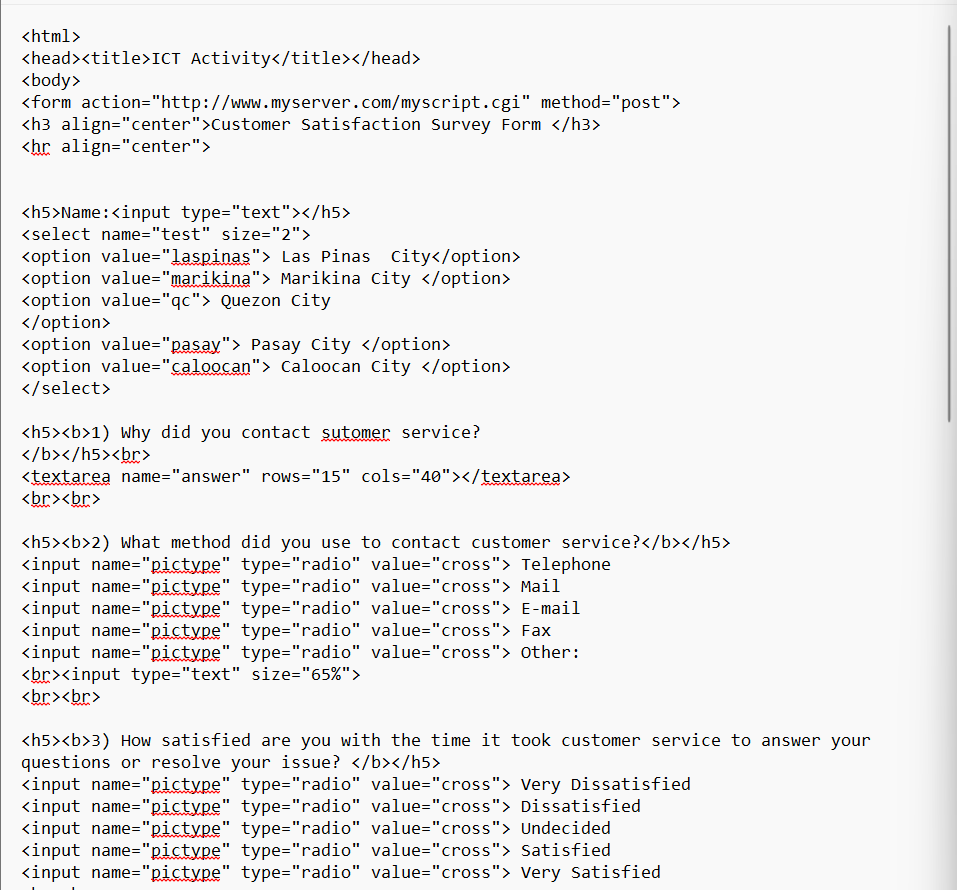 <html>
<head><title>ICT Activity</title></head>
<body>
<form action="http://www.myserver.com/myscript.cgi" method="post">
<h3 align="center">Customer Satisfaction Survey Form </h3>
<hr align="center">
<h5>Name:<input type="text"></h5>
<select name="test" size="2">
<option value="laspinas"> Las Pinas  City</option>
<option value="marikina"> Marikina City </option>
<option value="qc"> Quezon City
</option>
<option value="pasay"> Pasay City </option>
<option value="caloocan"> Caloocan City </option>
</select>
<h5><b>1) Why did you contact sutomer service?
</b></h5><br>
<textarea name="answer" rows="15" cols="40"></textarea>
<br><br>
<h5><b>2) What method did you use to contact customer service?</b></h5>
<input name="pictype" type="radio" value="cross"> Telephone
<input name="pictype" type="radio" value="cross"> Mail
<input name="pictype" type="radio" value="cross"> E-mail
<input name="pictype" type="radio" value="cross"> Fax
<input name="pictype" type="radio" value="cross"> Other:
<br><input type="text" size="65%">
<br><br>
<h5><b>3) How satisfied are you with the time it took customer service to answer your
questions or resolve your issue? </b></h5>
<input name="pictype" type="radio" value="cross"> Very Dissatisfied
<input name="pictype" type="radio" value="cross"> Dissatisfied
<input name="pictype" type="radio" value="cross"> Undecided
<input name="pictype" type="radio" value="cross"> Satisfied
<input name="pictype" type="radio" value="cross"> Very Satisfied